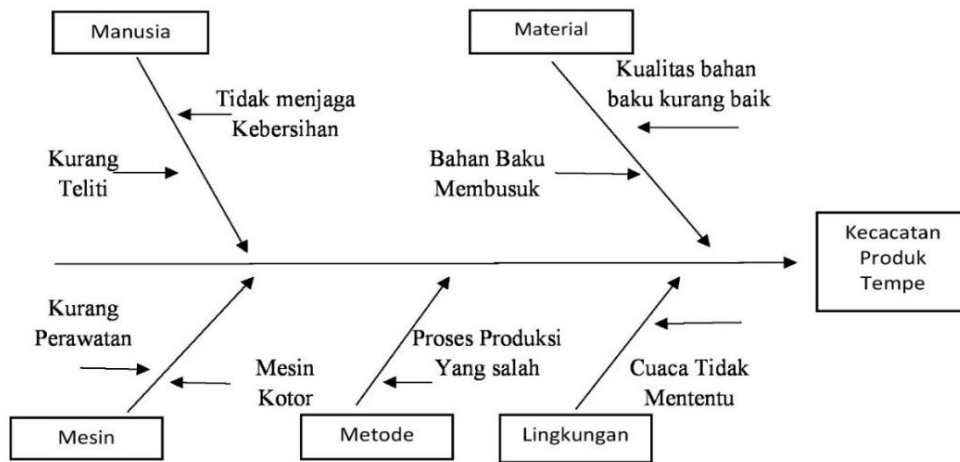 Manusia
Material
Tidak menjaga
Kebersihan
Kualitas bahan
baku kurang baik
Kurang
Teliti
Bahan Baku
Membusuk
Kecacatan
Produk
Tempe
Kurang
Perawatan
Mesin
Kotor
Proses Produksi
Yang salah
Cuaca Tidak
Mententu
Mesin
Metode
Lingkungan